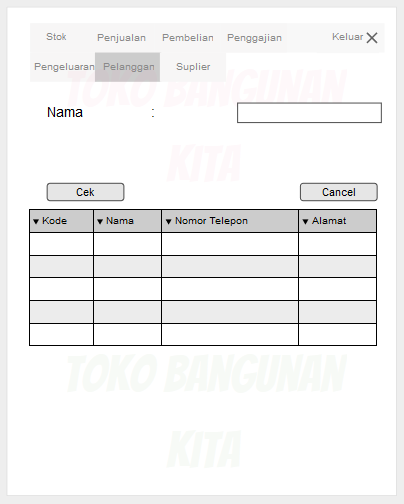 Stok Penjualan Pembelian Penggajian Keluar
Pengeluaran Pelanggan Suplier
TOKO BANGUNAN
Nama :
KITA
Cek Cancel
Kode Nama Nomor Telepon Alamat
TOKO BANGUNAN
KITA